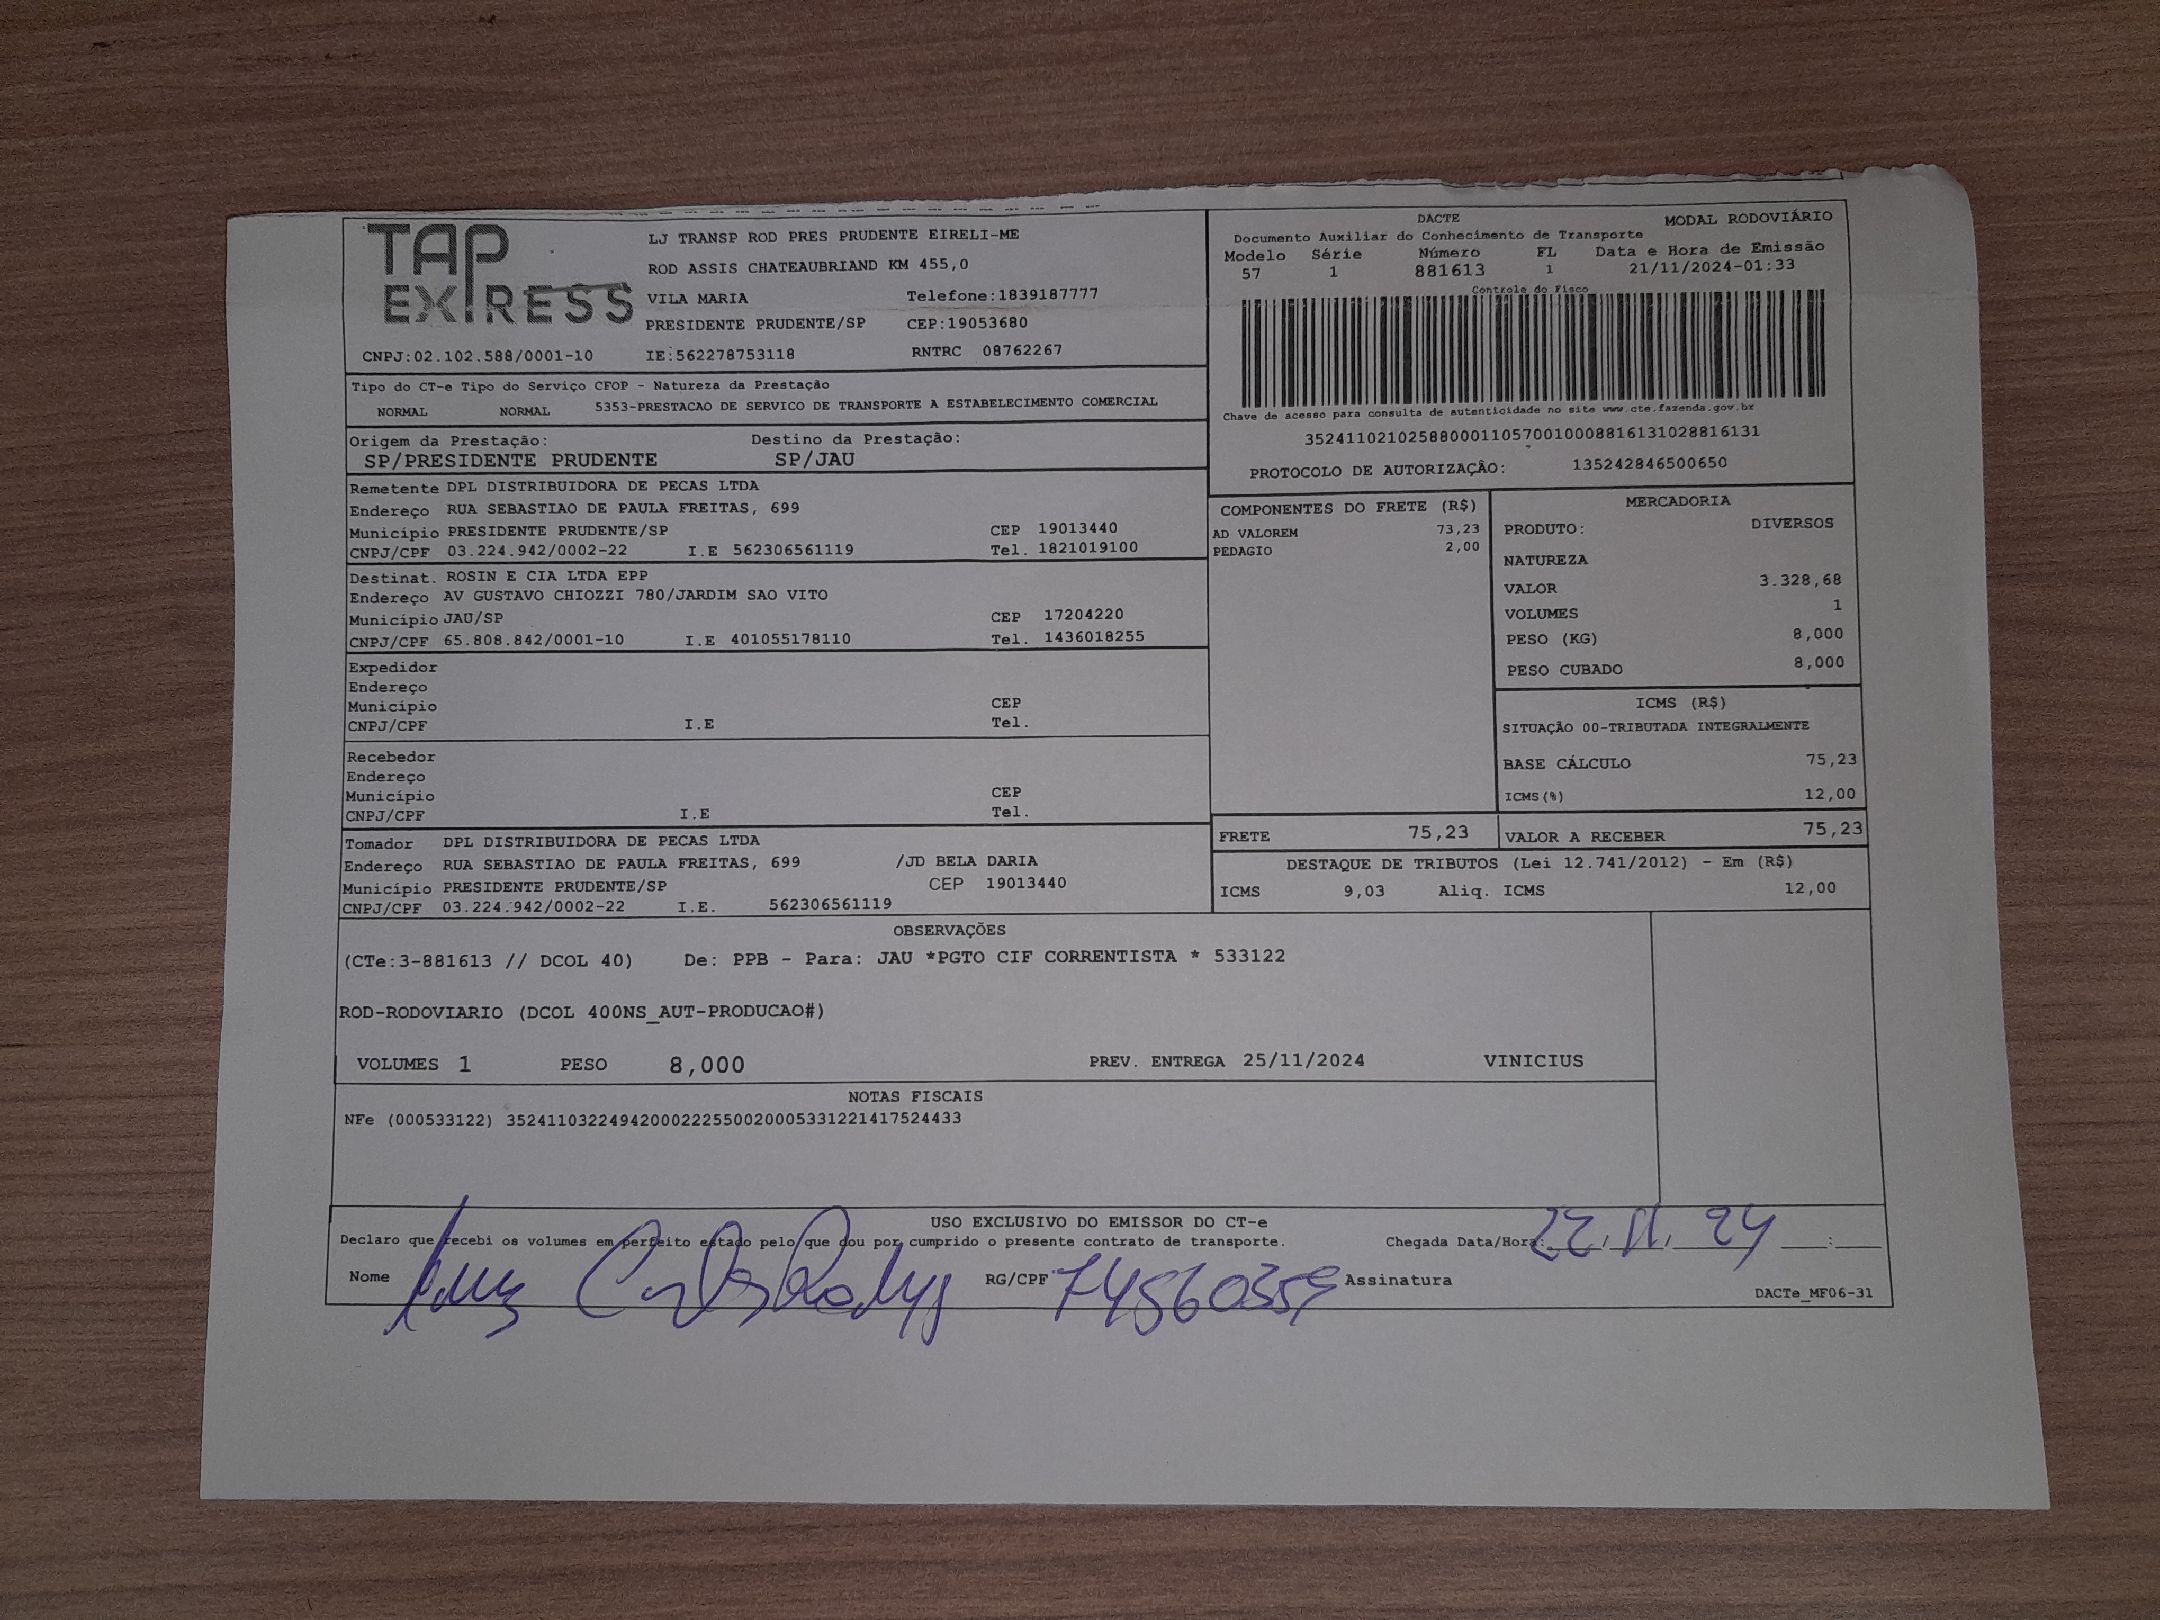 TAP EXPRESS
LJ TRANSP ROD PRES PRUDENTE EIRELI-ME
ROD ASSIS CHATEAUBRIAND KM 455,0
VILA MARIA Telefone:1839187777
PRESIDENTE PRUDENTE/SP CEP:19053680
CNPJ:02.102.588/0001-10 IE:562278753118 RNTRC 08762267
DACTE MODAL RODOVIÁRIO
Documento Auxiliar do Conhecimento de Transporte
Modelo Série Número FL Data e Hora de Emissão
57 1 881613 1 21/11/2024-01:33
Controle do Fisco
Chave de acesso para consulta de autenticidade no site www.cte.fazenda.gov.br
35241102102588000110570010008816131028816131
PROTOCOLO DE AUTORIZAÇÃO: 135242846500650
Tipo do CT-e Tipo do Serviço CFOP - Natureza da Prestação
NORMAL NORMAL 5353-PRESTACAO DE SERVICO DE TRANSPORTE A ESTABELECIMENTO COMERCIAL
Origem da Prestação: Destino da Prestação:
SP/PRESIDENTE PRUDENTE SP/JAU
Remetente DPL DISTRIBUIDORA DE PECAS LTDA
Endereço RUA SEBASTIAO DE PAULA FREITAS, 699
Município PRESIDENTE PRUDENTE/SP CEP 19013440
CNPJ/CPF 03.224.942/0002-22 I.E 562306561119 Tel. 1821019100
Destinat. ROSIN E CIA LTDA EPP
Endereço AV GUSTAVO CHIOZZI 780/JARDIM SAO VITO
Município JAU/SP CEP 17204220
CNPJ/CPF 65.808.842/0001-10 I.E 401055178110 Tel. 1436018255
Expedidor
Endereço
Município CEP
CNPJ/CPF I.E Tel.
Recebedor
Endereço
Município CEP
CNPJ/CPF I.E Tel.
Tomador DPL DISTRIBUIDORA DE PECAS LTDA
Endereço RUA SEBASTIAO DE PAULA FREITAS, 699 /JD BELA DARIA
Município PRESIDENTE PRUDENTE/SP CEP 19013440
CNPJ/CPF 03.224.942/0002-22 I.E. 562306561119
COMPONENTES DO FRETE (R$)
AD VALOREM 73,23
PEDAGIO 2,00
MERCADORIA
PRODUTO: DIVERSOS
NATUREZA
VALOR 3.328,68
VOLUMES 1
PESO (KG) 8,000
PESO CUBADO 8,000
ICMS (R$)
SITUAÇÃO 00-TRIBUTADA INTEGRALMENTE
BASE CÁLCULO 75,23
ICMS(%) 12,00
FRETE 75,23 VALOR A RECEBER 75,23
DESTAQUE DE TRIBUTOS (Lei 12.741/2012) - Em (R$)
ICMS 9,03 Aliq. ICMS 12,00
OBSERVAÇÕES
(CTe:3-881613 // DCOL 40) De: PPB - Para: JAU *PGTO CIF CORRENTISTA * 533122
ROD-RODOVIARIO (DCOL 400NS_AUT-PRODUCAO#)
VOLUMES 1 PESO 8,000 PREV. ENTREGA 25/11/2024 VINICIUS
NOTAS FISCAIS
NFe (000533122) 35241103224942000222550020005331221417524433
USO EXCLUSIVO DO EMISSOR DO CT-e
Declaro que recebi os volumes em perfeito estado pelo que dou por cumprido o presente contrato de transporte. Chegada Data/Hora: 22.11.24
Nome RG/CPF Assinatura
DACTe_MF06-31